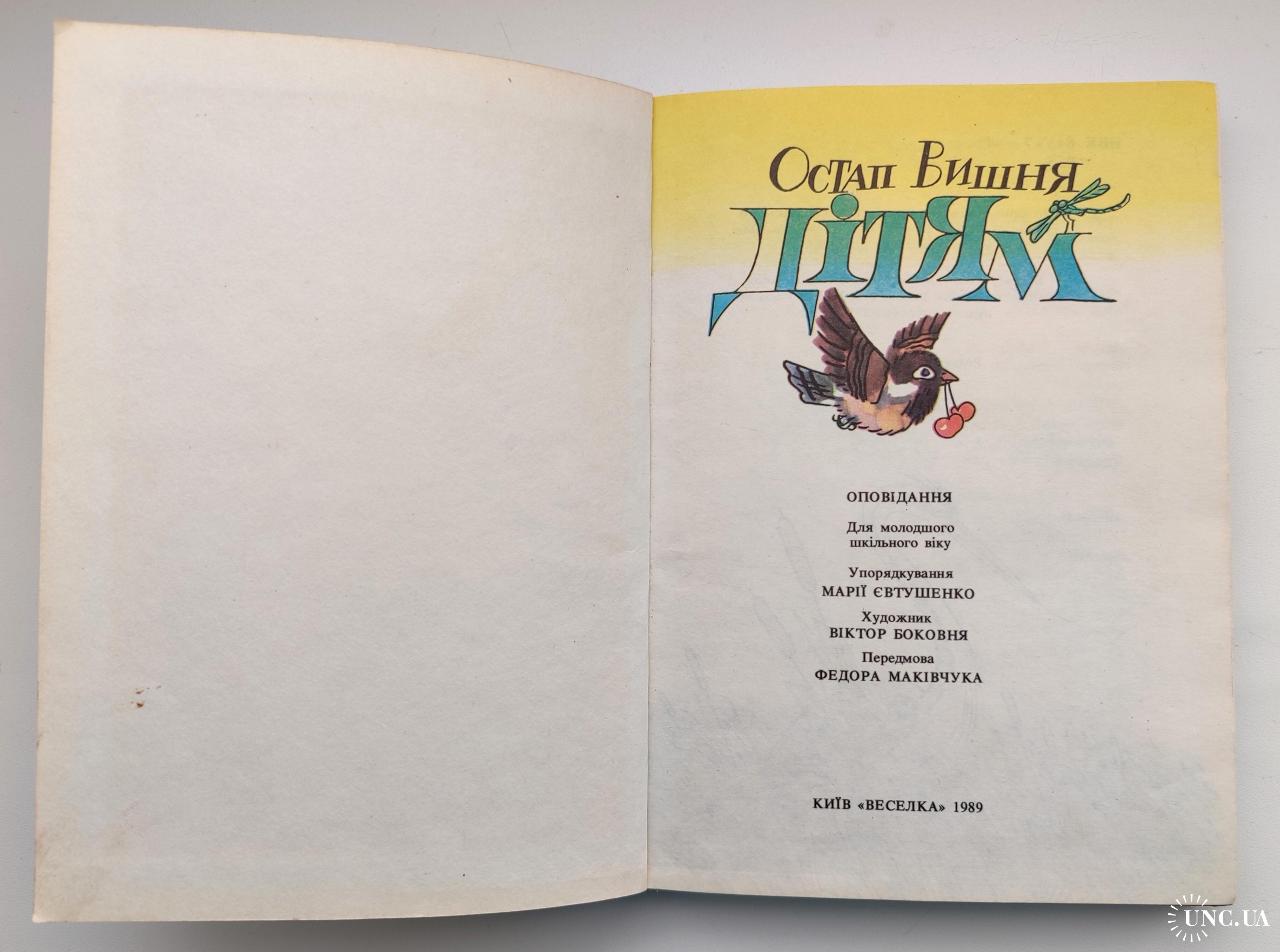 Остап Вишня
Дітям
ОПОВІДАННЯ
Для молодшого
шкільного віку
Упорядкування
МАРІЇ ЄВТУШЕНКО
Художник
ВІКТОР БОКОВНЯ
Передмова
ФЕДОРА МАКІВЧУКА
КИЇВ «ВЕСЕЛКА» 1989
UNC.UA